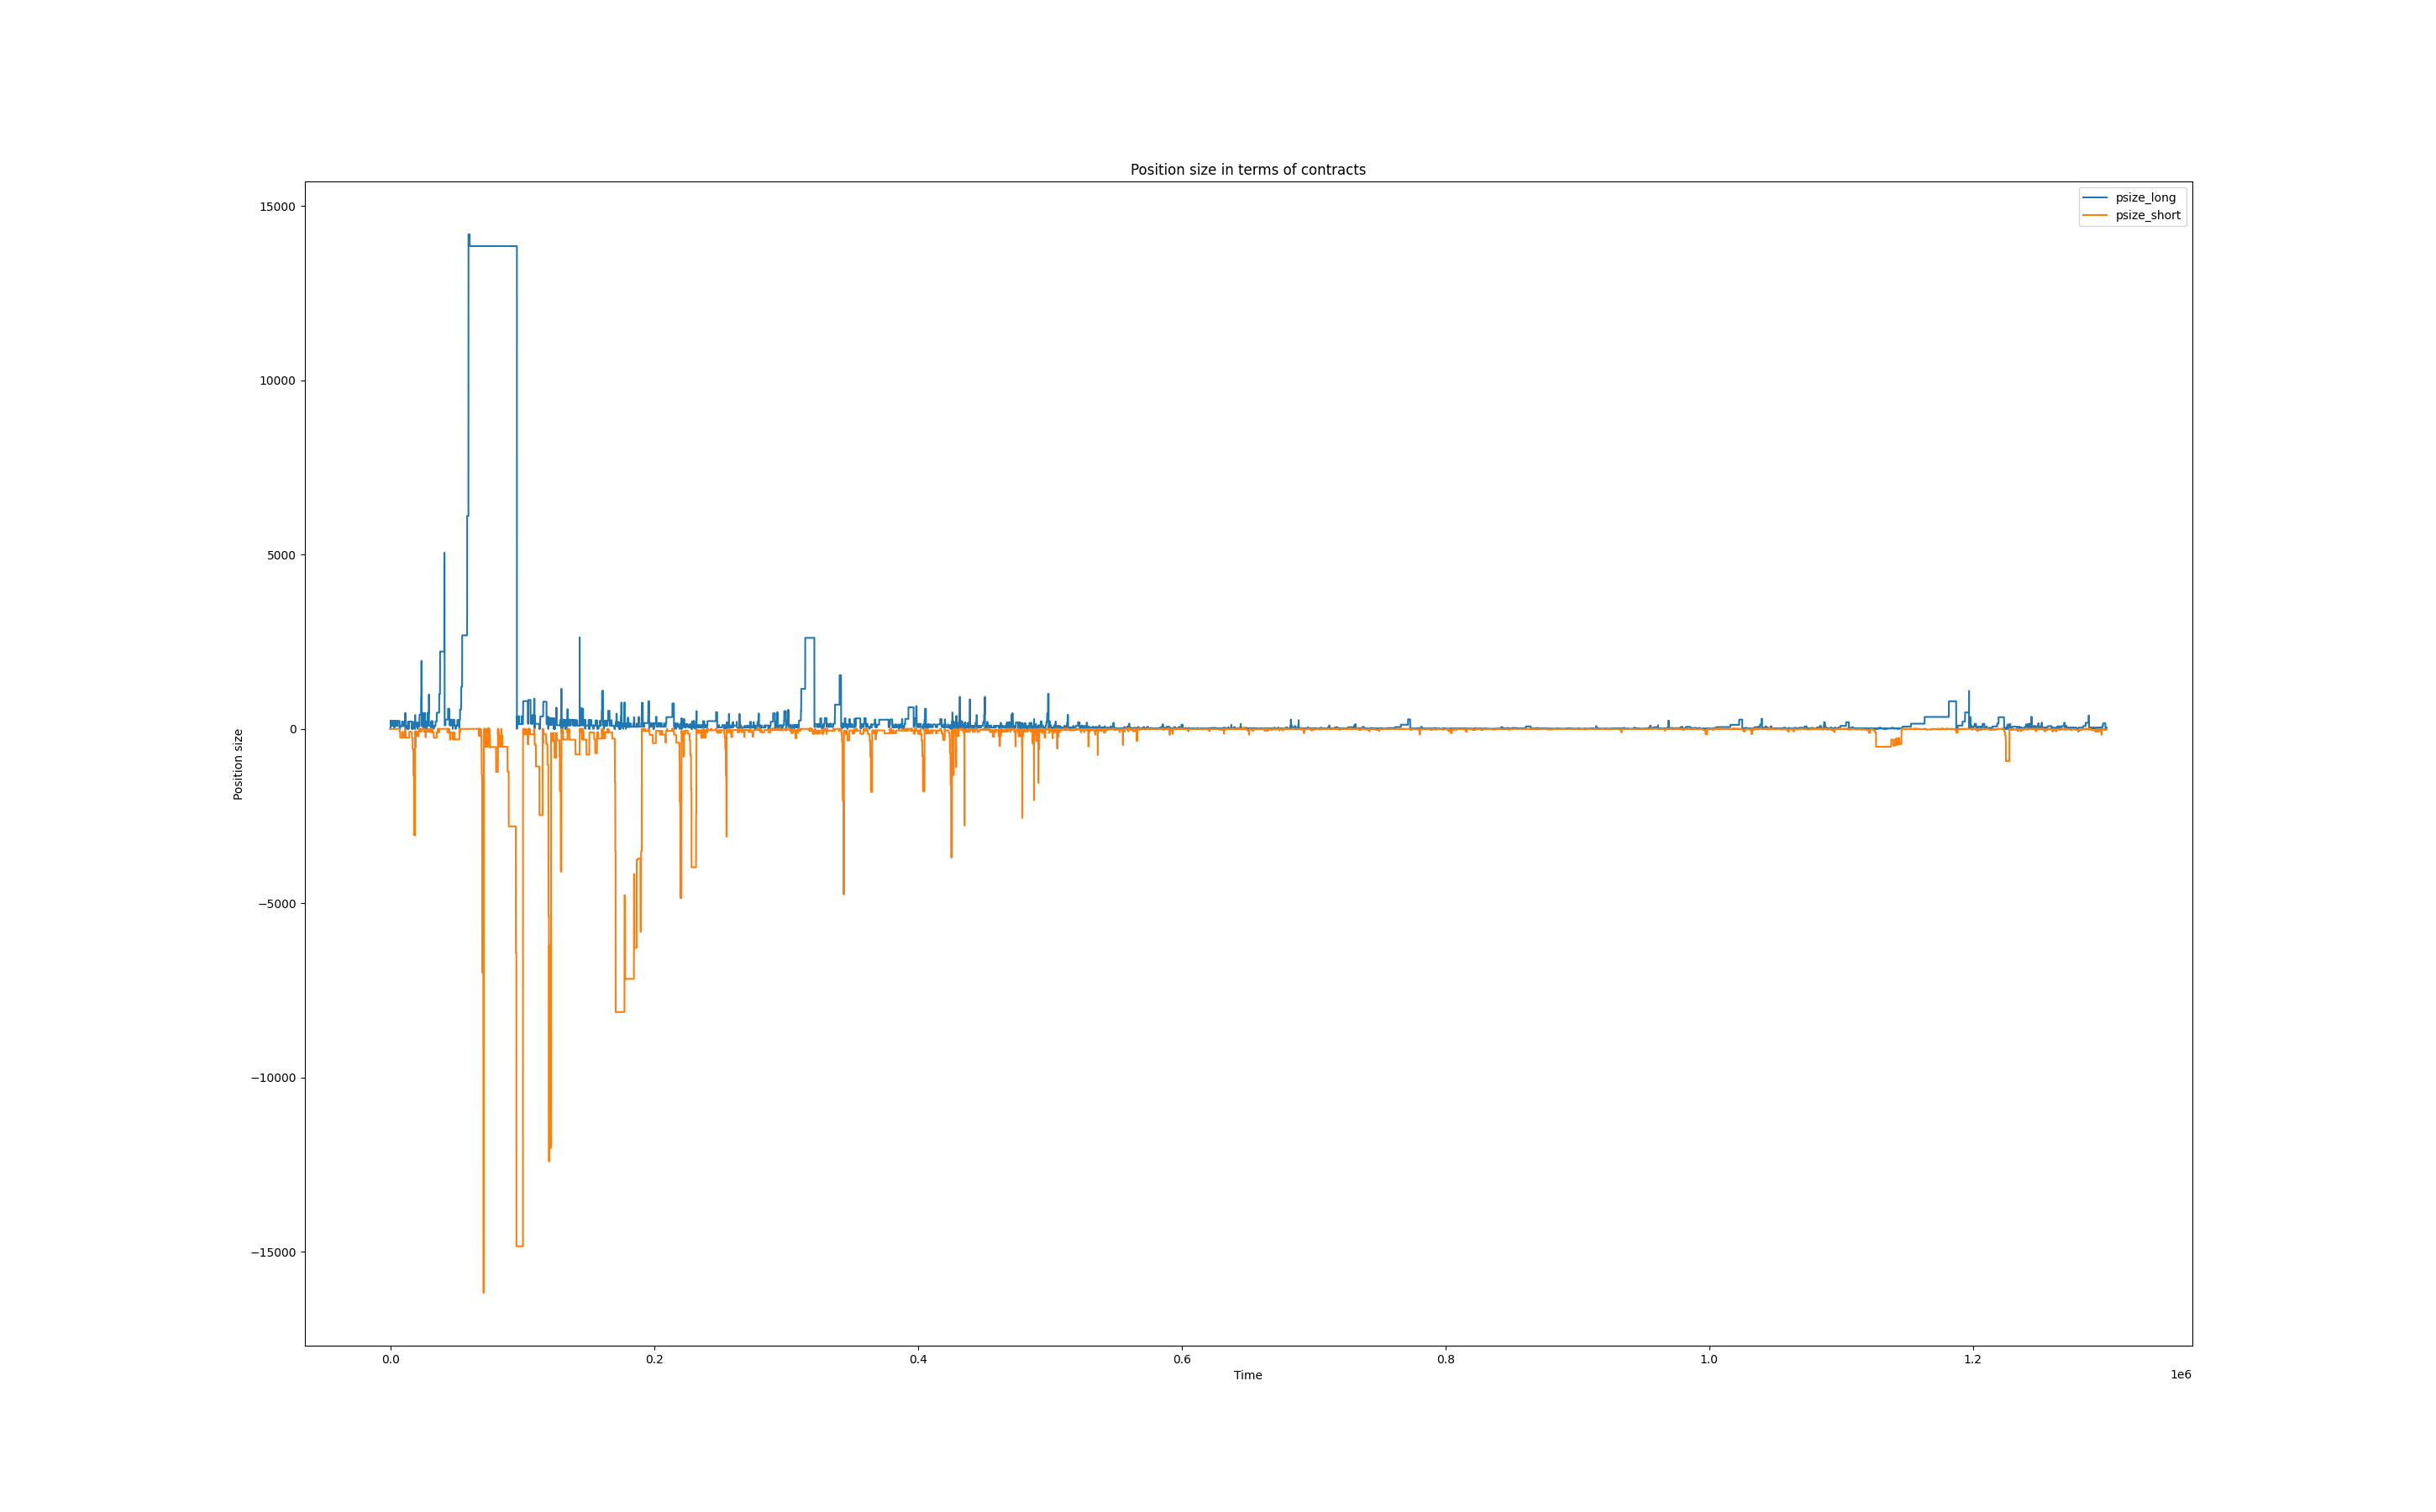 Position size in terms of contracts
psize_long
psize_short
15000
10000
5000
0
−5000
−10000
−15000
Position size
0.0
0.2
0.4
0.6
0.8
1.0
1.2
1e6
Time